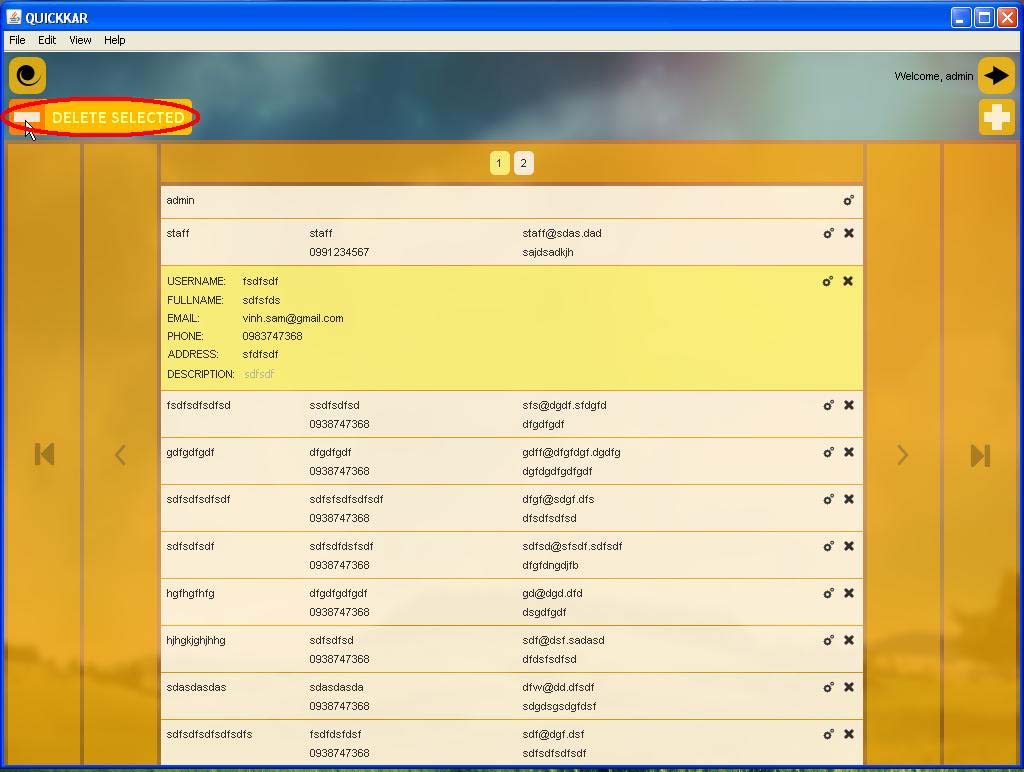 QUICKKAR
File Edit View Help
Welcome, admin
DELETE SELECTED
1 2
admin
staff staff staff@sdas.dad
0991234567 sajdsadkjh
USERNAME: fsdfsdf
FULLNAME: sdfsfds
EMAIL: vinh.sam@gmail.com
PHONE: 0983747368
ADDRESS: sfdfsdf
DESCRIPTION: sdfsdf
fsdfsdfsdfsd ssdfsdfsd sfs@dgdf.sfdgfd
0938747368 dfgdfgdf
gdfgdfgdf dfgdfgdf gdff@dfgfdgf.dgdfg
0938747368 dgfdgdfgdfgdf
sdfsdfsdfsdf sdfsfsdfsdfsdf dfgf@sdgf.dfs
0938747368 dfsdfsdfsd
sdfsdfsdf sdfsdfdsfsdf sdfsd@sfsdf.sdfsdf
0938747368 dfgfdngdjfb
hgfhgfhfg dfgdfgdfgdf gd@dgd.dfd
0938747368 dsgdfgdf
hjhgkjghjhhg sdfsdfsd sdf@dsf.sadasd
0938747368 dfdsfsdfsd
sdasdasdas sdasdasda dfw@dd.dfsdf
0938747368 sdgdsgsdgfdsf
sdfsdfsdfsdfsdfs fsdfdsfdsf sdf@dgf.dsf
0938747368 sdfsdfsdfsdf